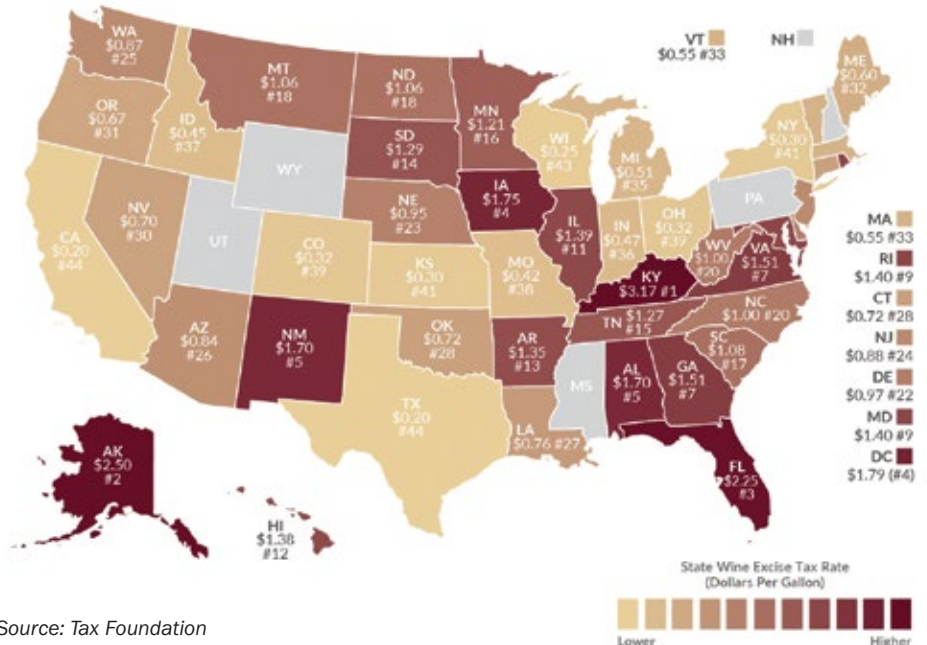 WA
$0.87
#25
OR
$0.67
#31
CA
$0.20
#44
ID
$0.45
#37
NV
$0.70
#30
MT
$1.06
#18
WY
UT
AZ
$0.84
#26
CO
$0.32
#39
NM
$1.70
#5
ND
$1.06
#18
SD
$1.29
#14
NE
$0.95
#23
KS
$0.30
#41
OK
$0.72
#28
TX
$0.20
#44
MN
$1.21
#16
IA
$1.75
#4
MO
$0.42
#38
AR
$1.35
#13
LA
$0.76 #27
WI
$0.25
#43
IL
$1.39
#11
MI
$0.51
#35
IN
$0.47
#36
OH
$0.32
#39
KY
$3.17 #1
TN $1.27
#15
MS
AL
$1.70
#5
GA
$1.51
#7
FL
$2.25
#3
SC
$1.08
#17
NC
$1.00 #20
WV
$1.00
#20
VA
$1.51
#7
PA
NY
$0.30
#41
ME
$0.60
#32
VT
$0.55 #33
NH
MA
$0.55 #33
RI
$1.40 #9
CT
$0.72 #28
NJ
$0.88 #24
DE
$0.97 #22
MD
$1.40 #9
DC
$1.79 (#4)
AK
$2.50
#2
HI
$1.38
#12
State Wine Excise Tax Rate
(Dollars Per Gallon)
Lower Higher
Source: Tax Foundation